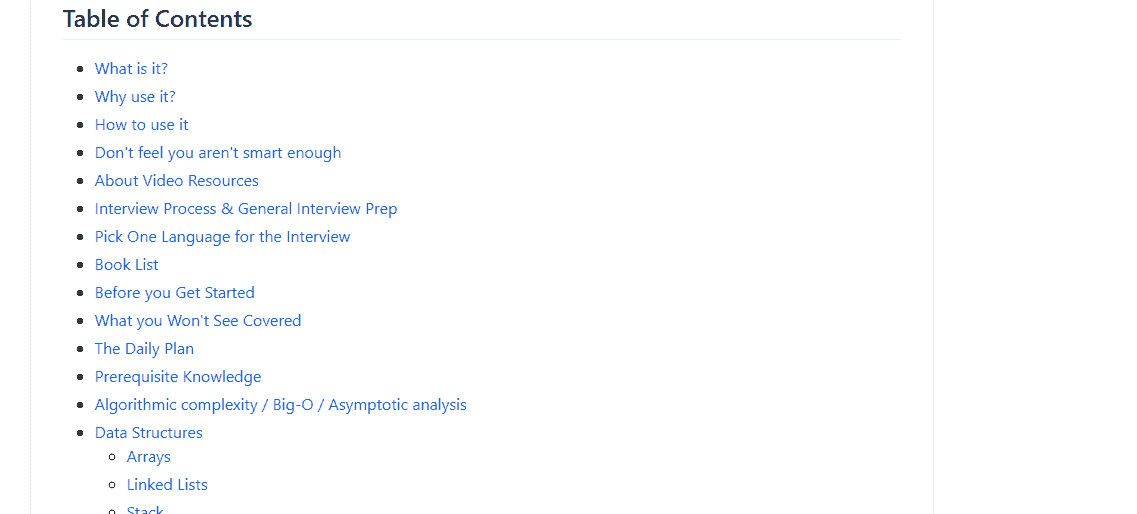 Table of Contents
What is it?
Why use it?
How to use it
Don't feel you aren't smart enough
About Video Resources
Interview Process & General Interview Prep
Pick One Language for the Interview
Book List
Before you Get Started
What you Won't See Covered
The Daily Plan
Prerequisite Knowledge
Algorithmic complexity / Big-O / Asymptotic analysis
Data Structures
Arrays
Linked Lists
Stack